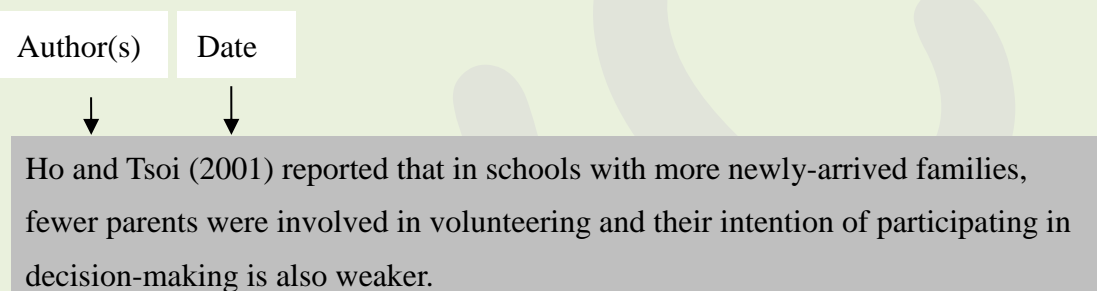 Author(s) Date
Ho and Tsoi (2001) reported that in schools with more newly-arrived families,
fewer parents were involved in volunteering and their intention of participating in
decision-making is also weaker.